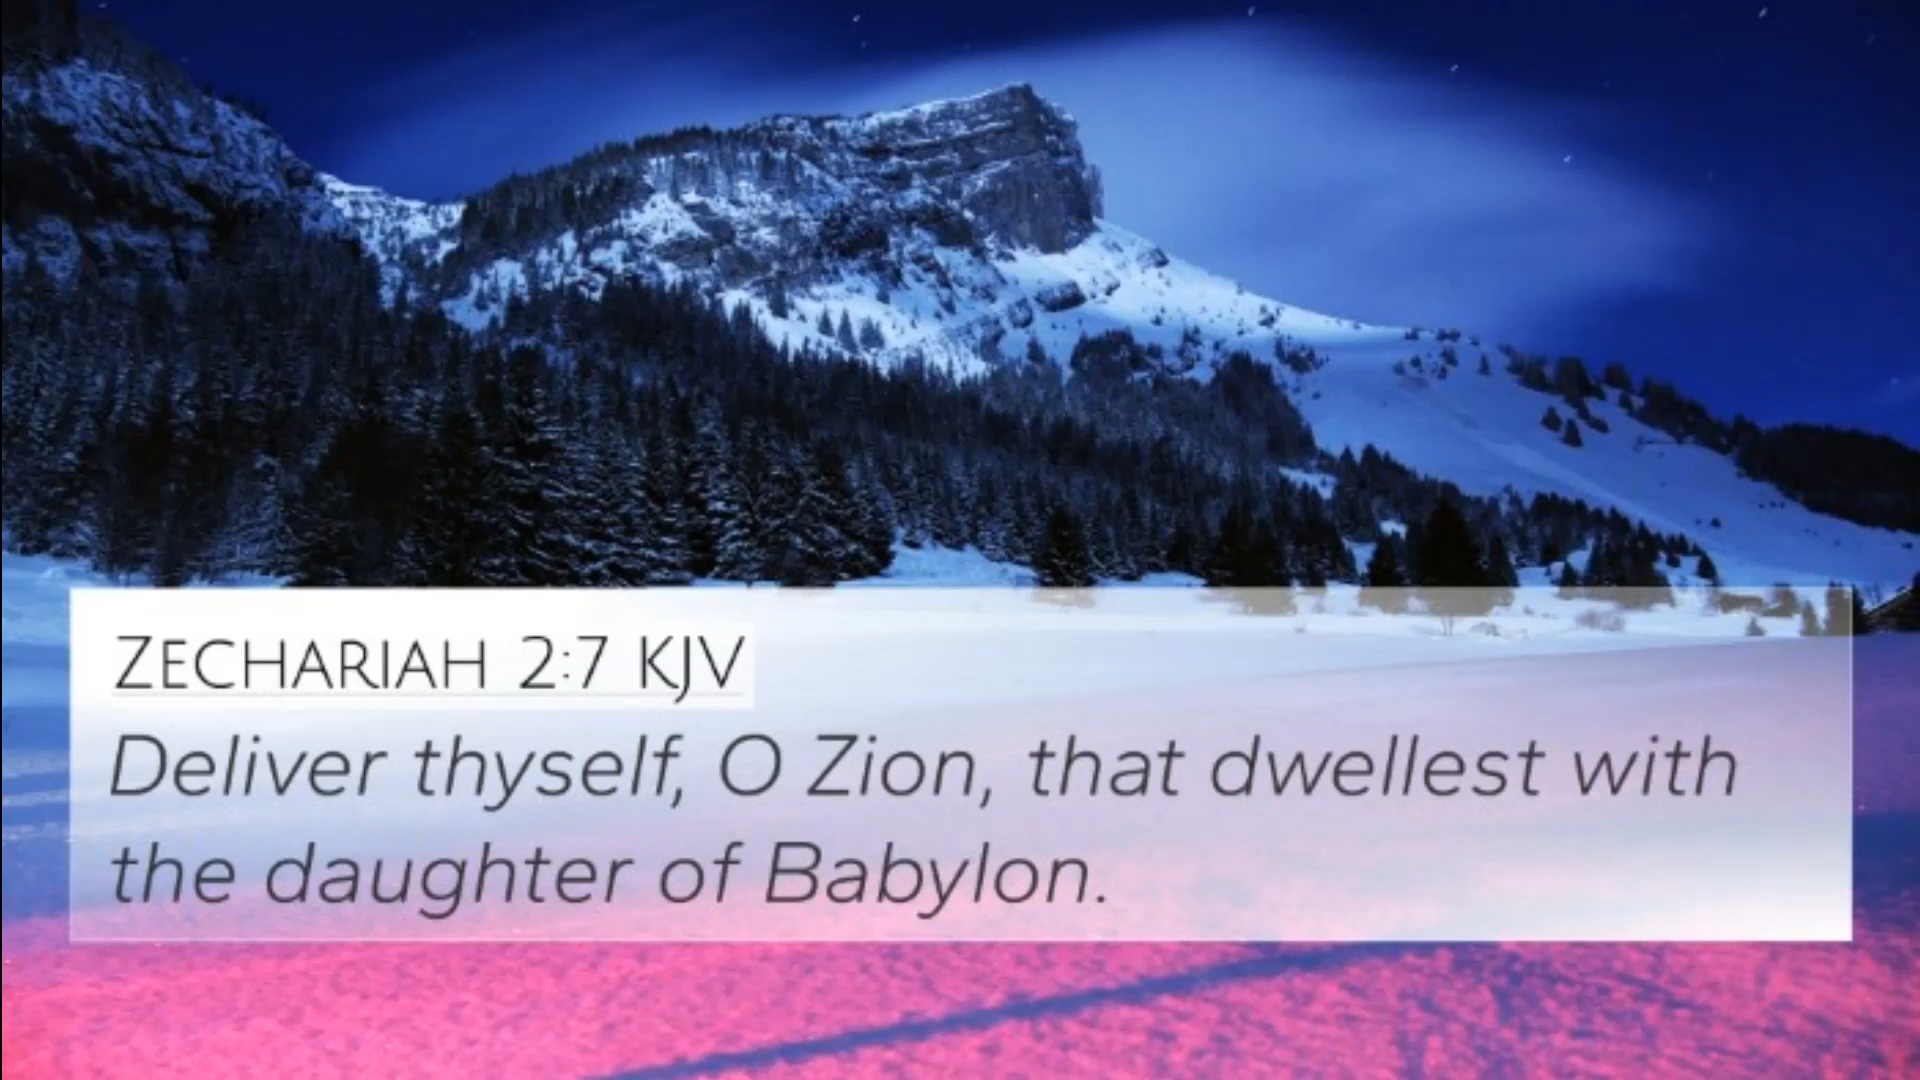 Zechariah 2:7 KJV
Deliver thyself, O Zion, that dwellest with
the daughter of Babylon.